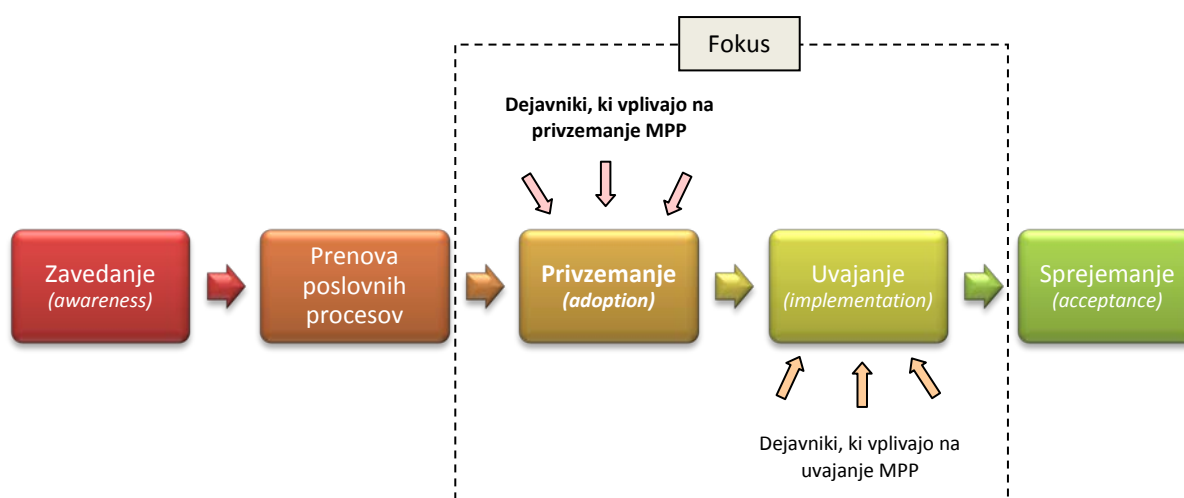 Fokus
Dejavniki, ki vplivajo na
privzemanje MPP
Zavedanje
(awareness)
Prenova
poslovnih
procesov
Privzemanje
(adoption)
Uvajanje
(implementation)
Sprejemanje
(acceptance)
Dejavniki, ki vplivajo na
uvajanje MPP